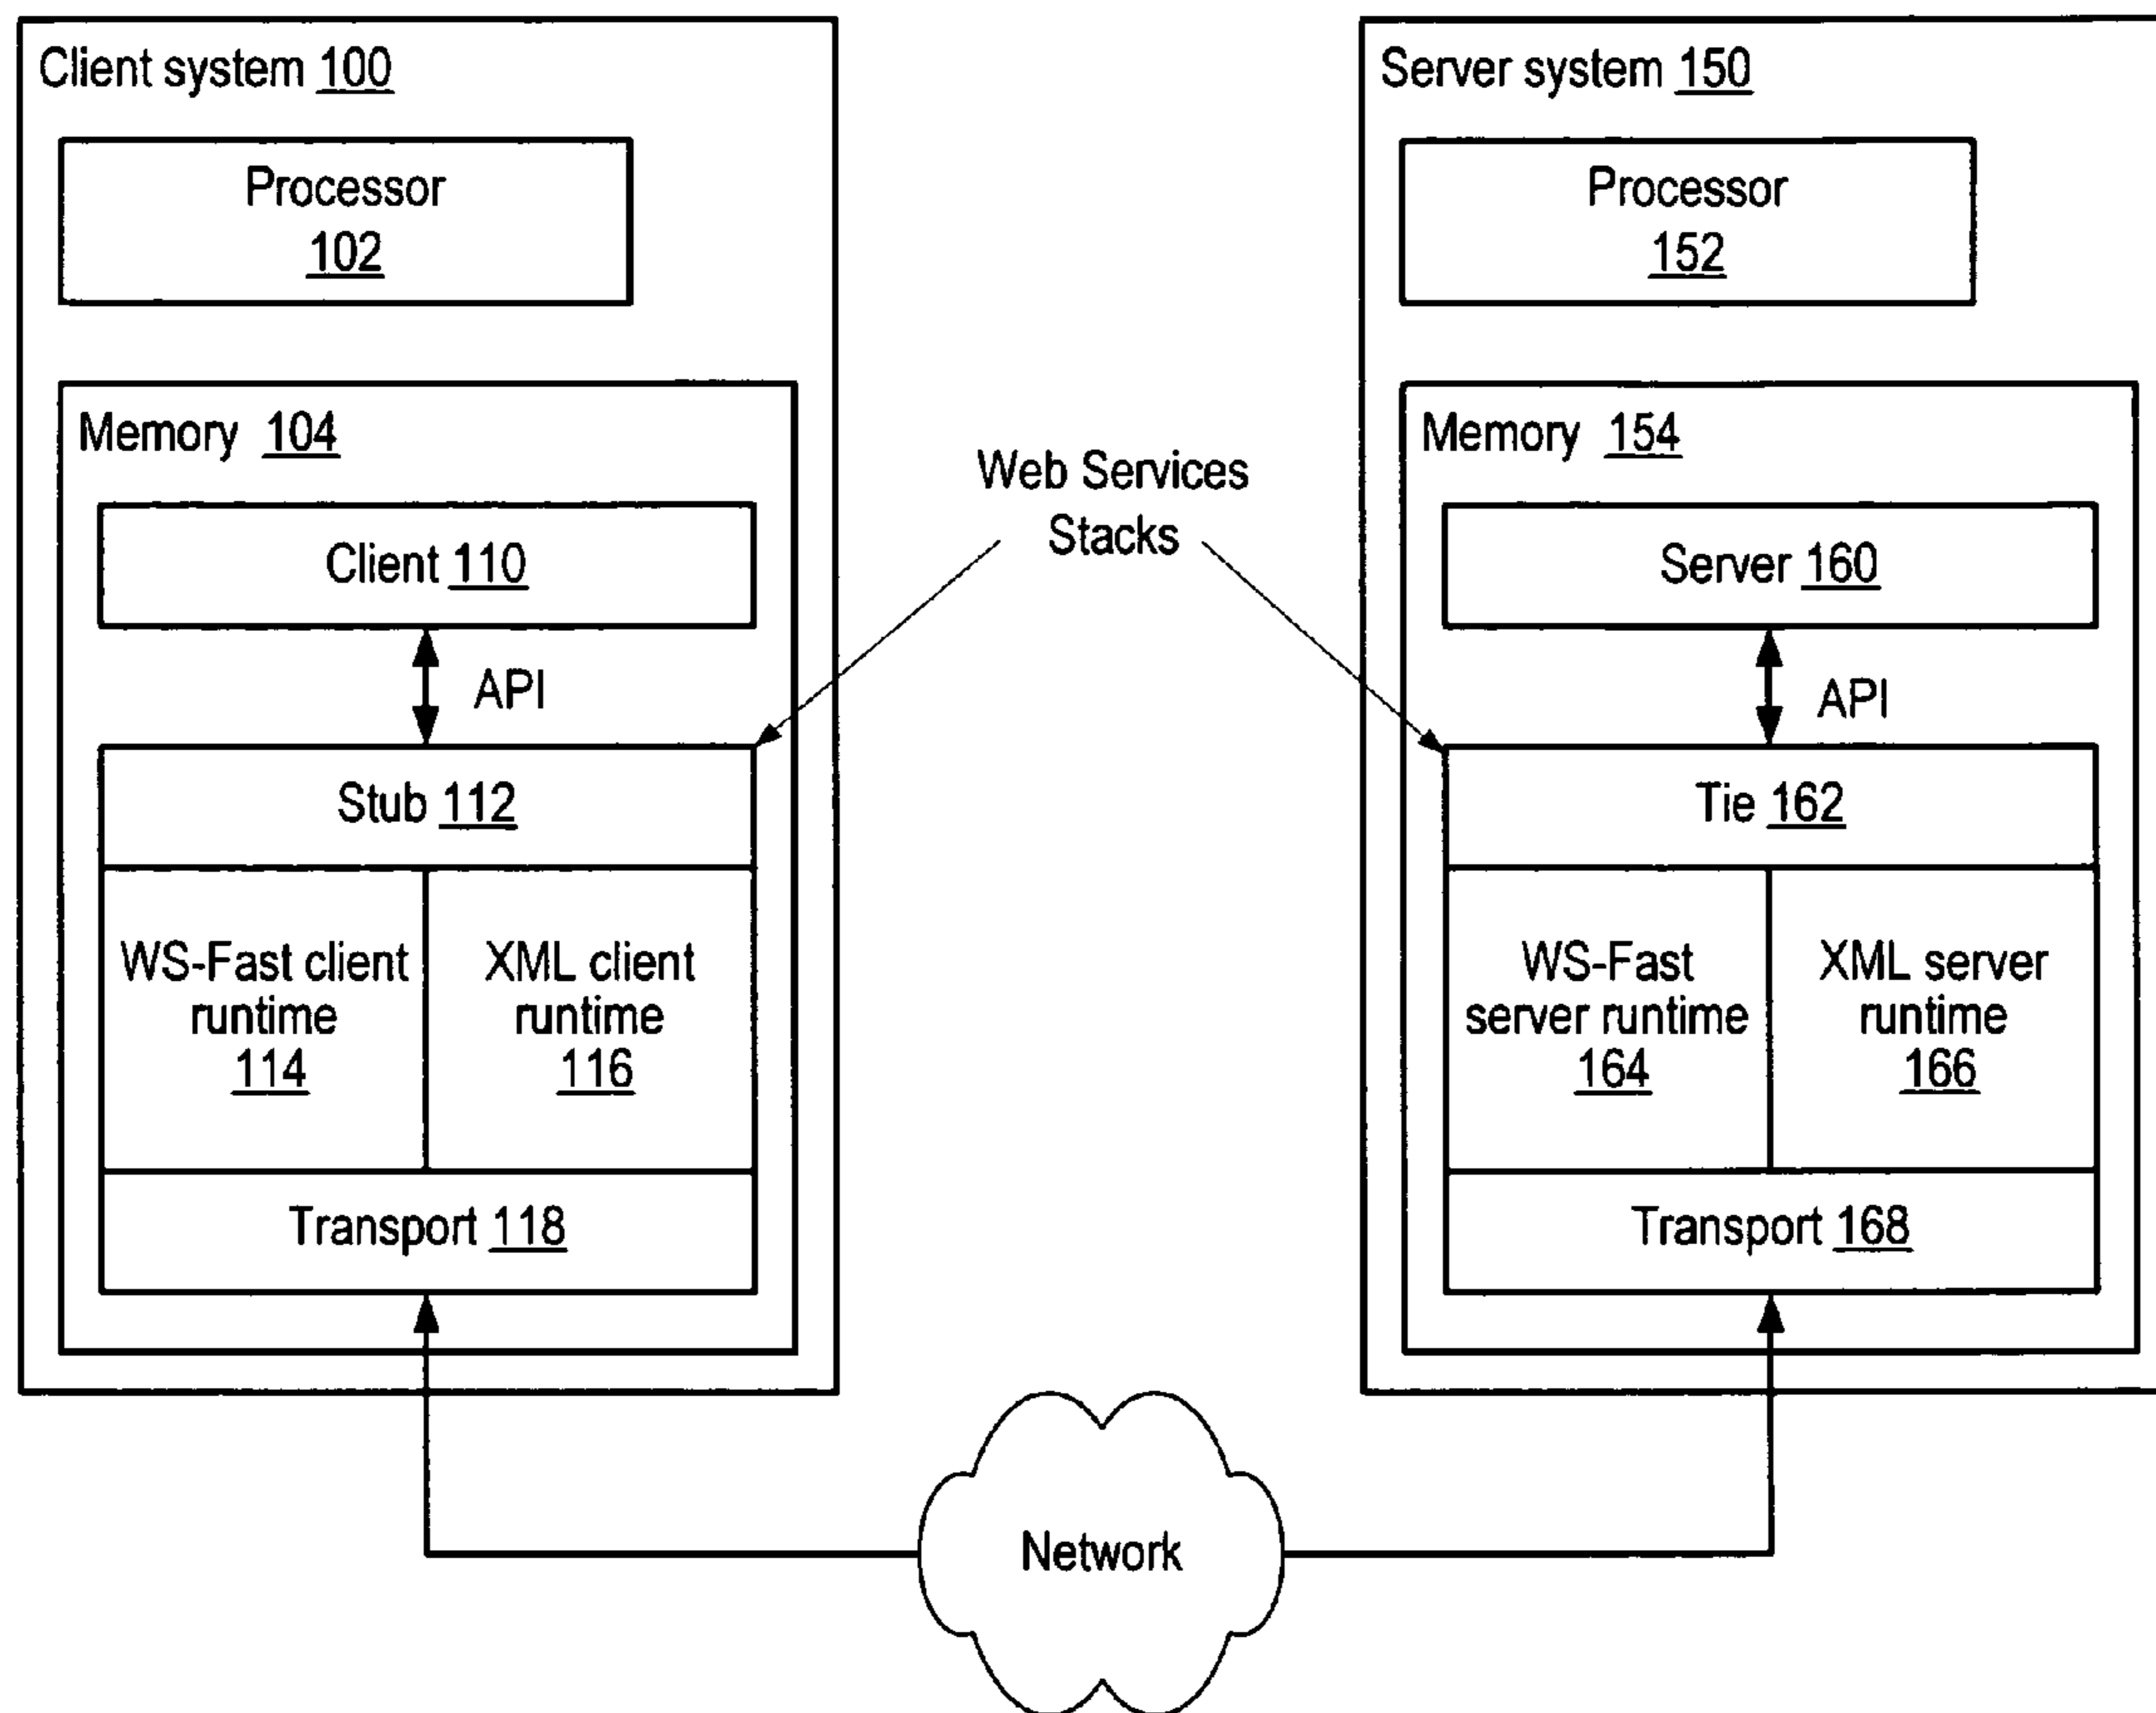 Client system 100
Processor
102
Memory 104
Client 110
API
Stub 112
WS-Fast client
runtime
114
XML client
runtime
116
Transport 118
Web Services
Stacks
Server system 150
Processor
152
Memory 154
Server 160
API
Tie 162
WS-Fast
server runtime
164
XML server
runtime
166
Transport 168
Network